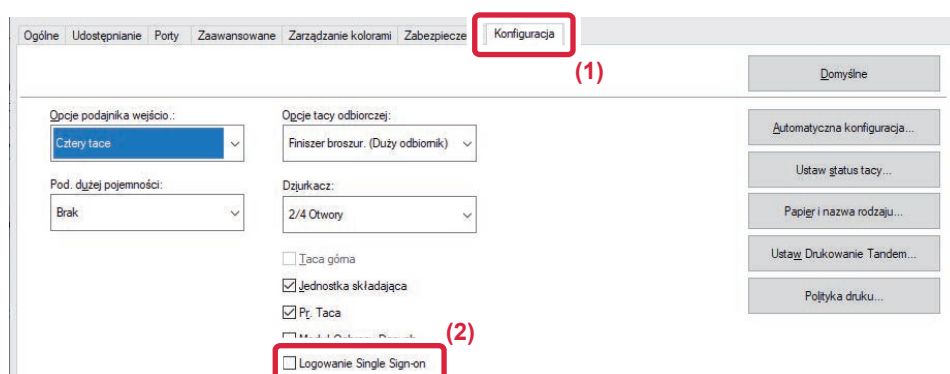 Ogólne Udostępnianie Porty Zaawansowane Zarządzanie kolorami Zabezpiecze Konfiguracja
(1)
Domyślne
Opcje podajnika wejścio.:
Cztery tace
Opcje tacy odbiorczej:
Finiszer broszur. (Duży odbiornik)
Automatyczna konfiguracja...
Ustaw status tacy...
Pod. dużej pojemności:
Brak
Dziurkacz:
2/4 Otwory
Papier i nazwa rodzaju...
Ustaw Drukowanie Tandem...
Polityka druku...
Taca górna
Jednostka składająca
Pr. Taca
(2)
Logowanie Single Sign-on